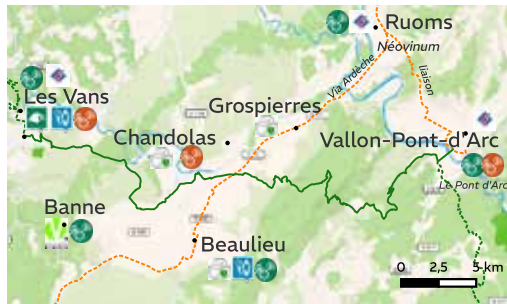 Ruoms
Néovinum
Via Ardèche
liaison
Les Vans
Grospierres
Chandolas
Vallon-Pont-d'Arc
Le Pont d'Arc
Banne
Beaulieu
0 2,5 5 km